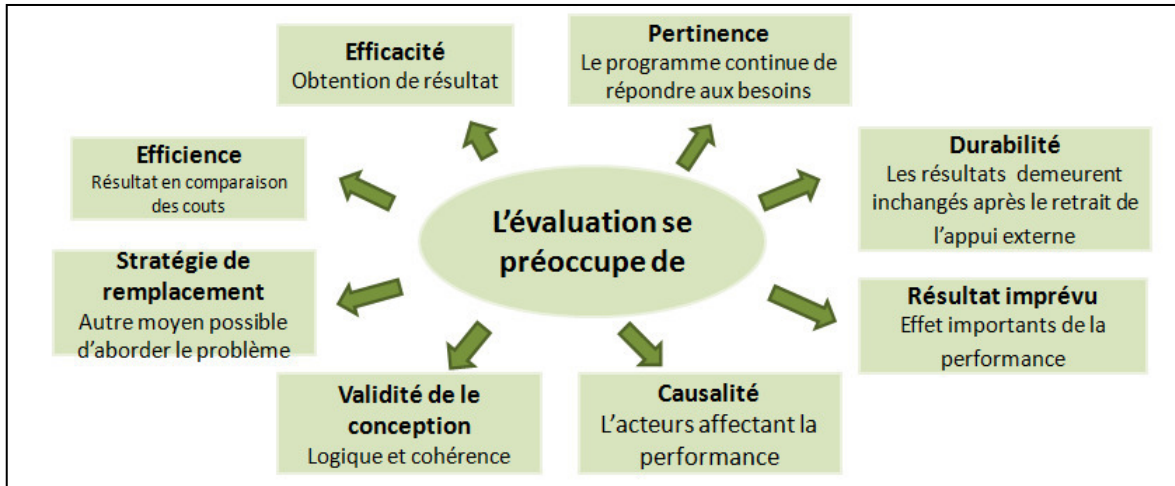 Efficacité
Obtention de résultat
Pertinence
Le programme continue de
répondre aux besoins
Efficience
Résultat en comparaison
des couts
Durabilité
Les résultats demeurent
inchangés après le retrait de
l'appui externe
L'évaluation se
préoccupe de
Stratégie de
remplacement
Autre moyen possible
d'aborder le problème
Résultat imprévu
Effet importants de la
performance
Validité de le
conception
Logique et cohérence
Causalité
L'acteurs affectant la
performance